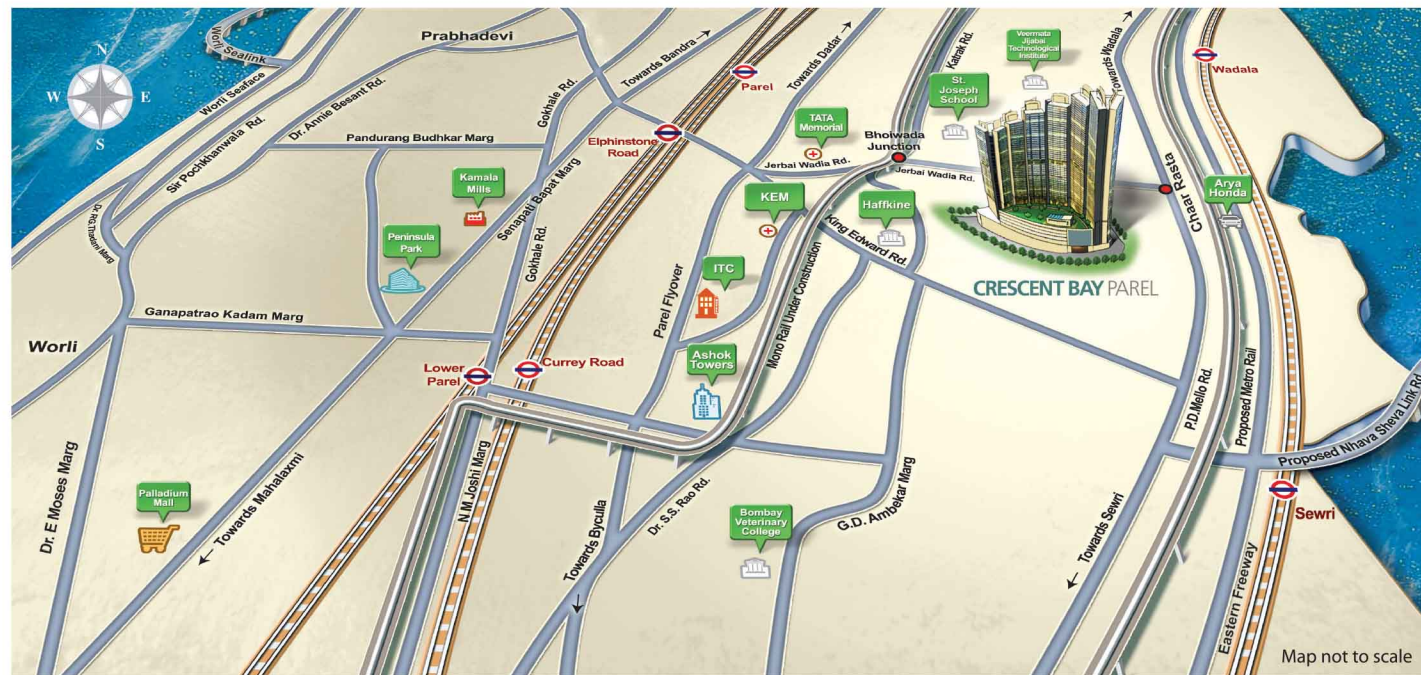 N
W
E
S
Worli Sealink
Worli Seaface
Prabhadevi
Dr. Annie Besant Rd.
Sir Pochkhanwala Rd.
Pandurang Budhkar Marg
Gokhale Rd.
Towards Bandra
Parel
Towards Dadar
Katrak Rd.
Veermata
Jijabai
Technological
Institute
Towards Wadala
Wadala
St.
Joseph
School
TATA
Memorial
Bhoiwada
Junction
Elphinstone
Road
Jerbai Wadia Rd.
Jerbai Wadia Rd.
Kamala
Mills
Senapati Bapat Marg
KEM
Haffkine
Chaar Rasta
Arya
Honda
Dr. RG. Thadani Marg
Peninsula
Park
Gokhale Rd.
King Edward Rd.
ITC
Parel Flyover
Mono Rail Under Construction
CRESCENT BAY PAREL
Ganapatrao Kadam Marg
Worli
Lower
Parel
Currey Road
Ashok
Towers
P.D.Mello Rd.
Proposed Metro Rail
Proposed Nhava Sheva Link Rd.
Dr. E Moses Marg
Palladium
Mall
Towards Mahalaxmi
N.M.Joshi Marg
Towards Byculla
Dr. S.S. Rao Rd.
Bombay
Veterinary
College
G.D. Ambekar Marg
Towards Sewri
Sewri
Eastern Freeway
Map not to scale